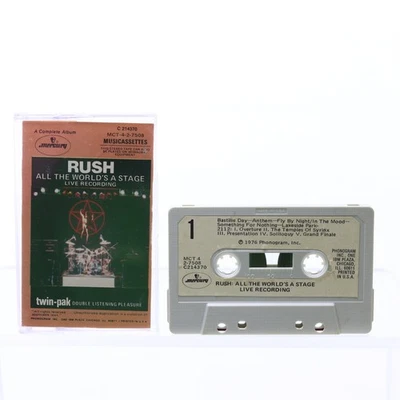 A Complete Album
C 214370
MCT-4-2-7508
MUSICASSETTES
mercury
RUSH
ALL THE WORLD'S A STAGE
LIVE RECORDING
twin-pak DOUBLE LISTENING PLEASURE
1
Bastille Day—Anthem—Fly By Night/In The Mood—
Something For Nothing—Lakeside Park;
2112: I. Overture II. The Temples Of Syrinx
III. Presentation IV. Soliloquy V. Grand Finale
℗ 1976 Phonogram, Inc.
MCT 4
2-7508
C214370
PHONOGRAM
INC. ONE
IBM PLAZA,
CHICAGO,
ILL. 60611
PRINTED
IN U.S.A.
mercury
RUSH: ALL THE WORLD'S A STAGE
LIVE RECORDING